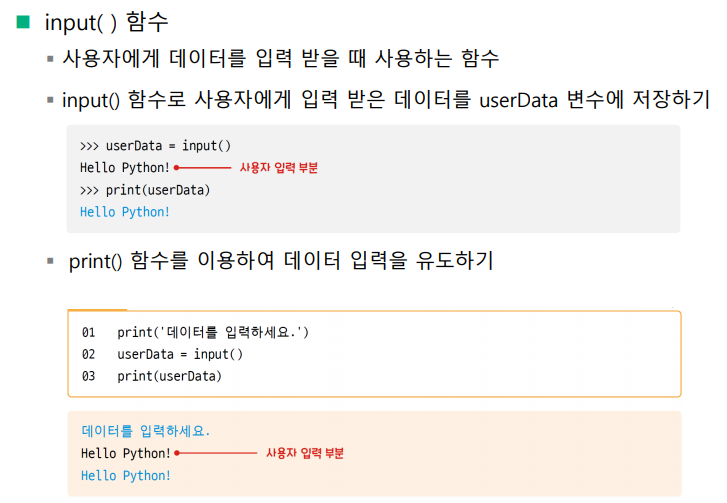 input( ) 함수
사용자에게 데이터를 입력 받을 때 사용하는 함수
input() 함수로 사용자에게 입력 받은 데이터를 userData 변수에 저장하기
>>> userData = input()
Hello Python! 사용자 입력 부분
>>> print(userData)
Hello Python!
print() 함수를 이용하여 데이터 입력을 유도하기
01 print('데이터를 입력하세요.')
02 userData = input()
03 print(userData)
데이터를 입력하세요.
Hello Python! 사용자 입력 부분
Hello Python!